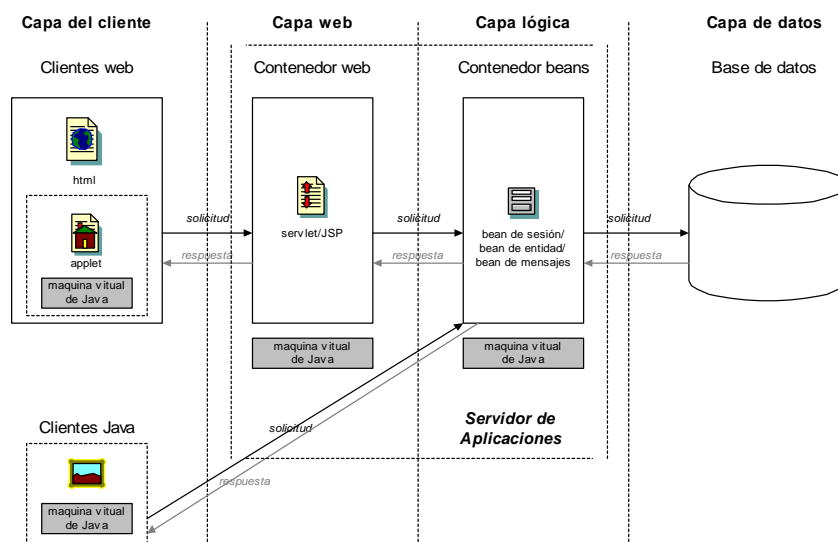 Capa del cliente
Capa web
Capa lógica
Capa de datos
Clientes web
Contenedor web
Contenedor beans
Base de datos
html
applet
maquina vitual
de Java
solicitud
respuesta
servlet/JSP
solicitud
respuesta
bean de sesión/
bean de entidad/
bean de mensajes
solicitud
respuesta
maquina vitual
de Java
maquina vitual
de Java
Clientes Java
maquina vitual
de Java
solicitud
respuesta
Servidor de
Aplicaciones